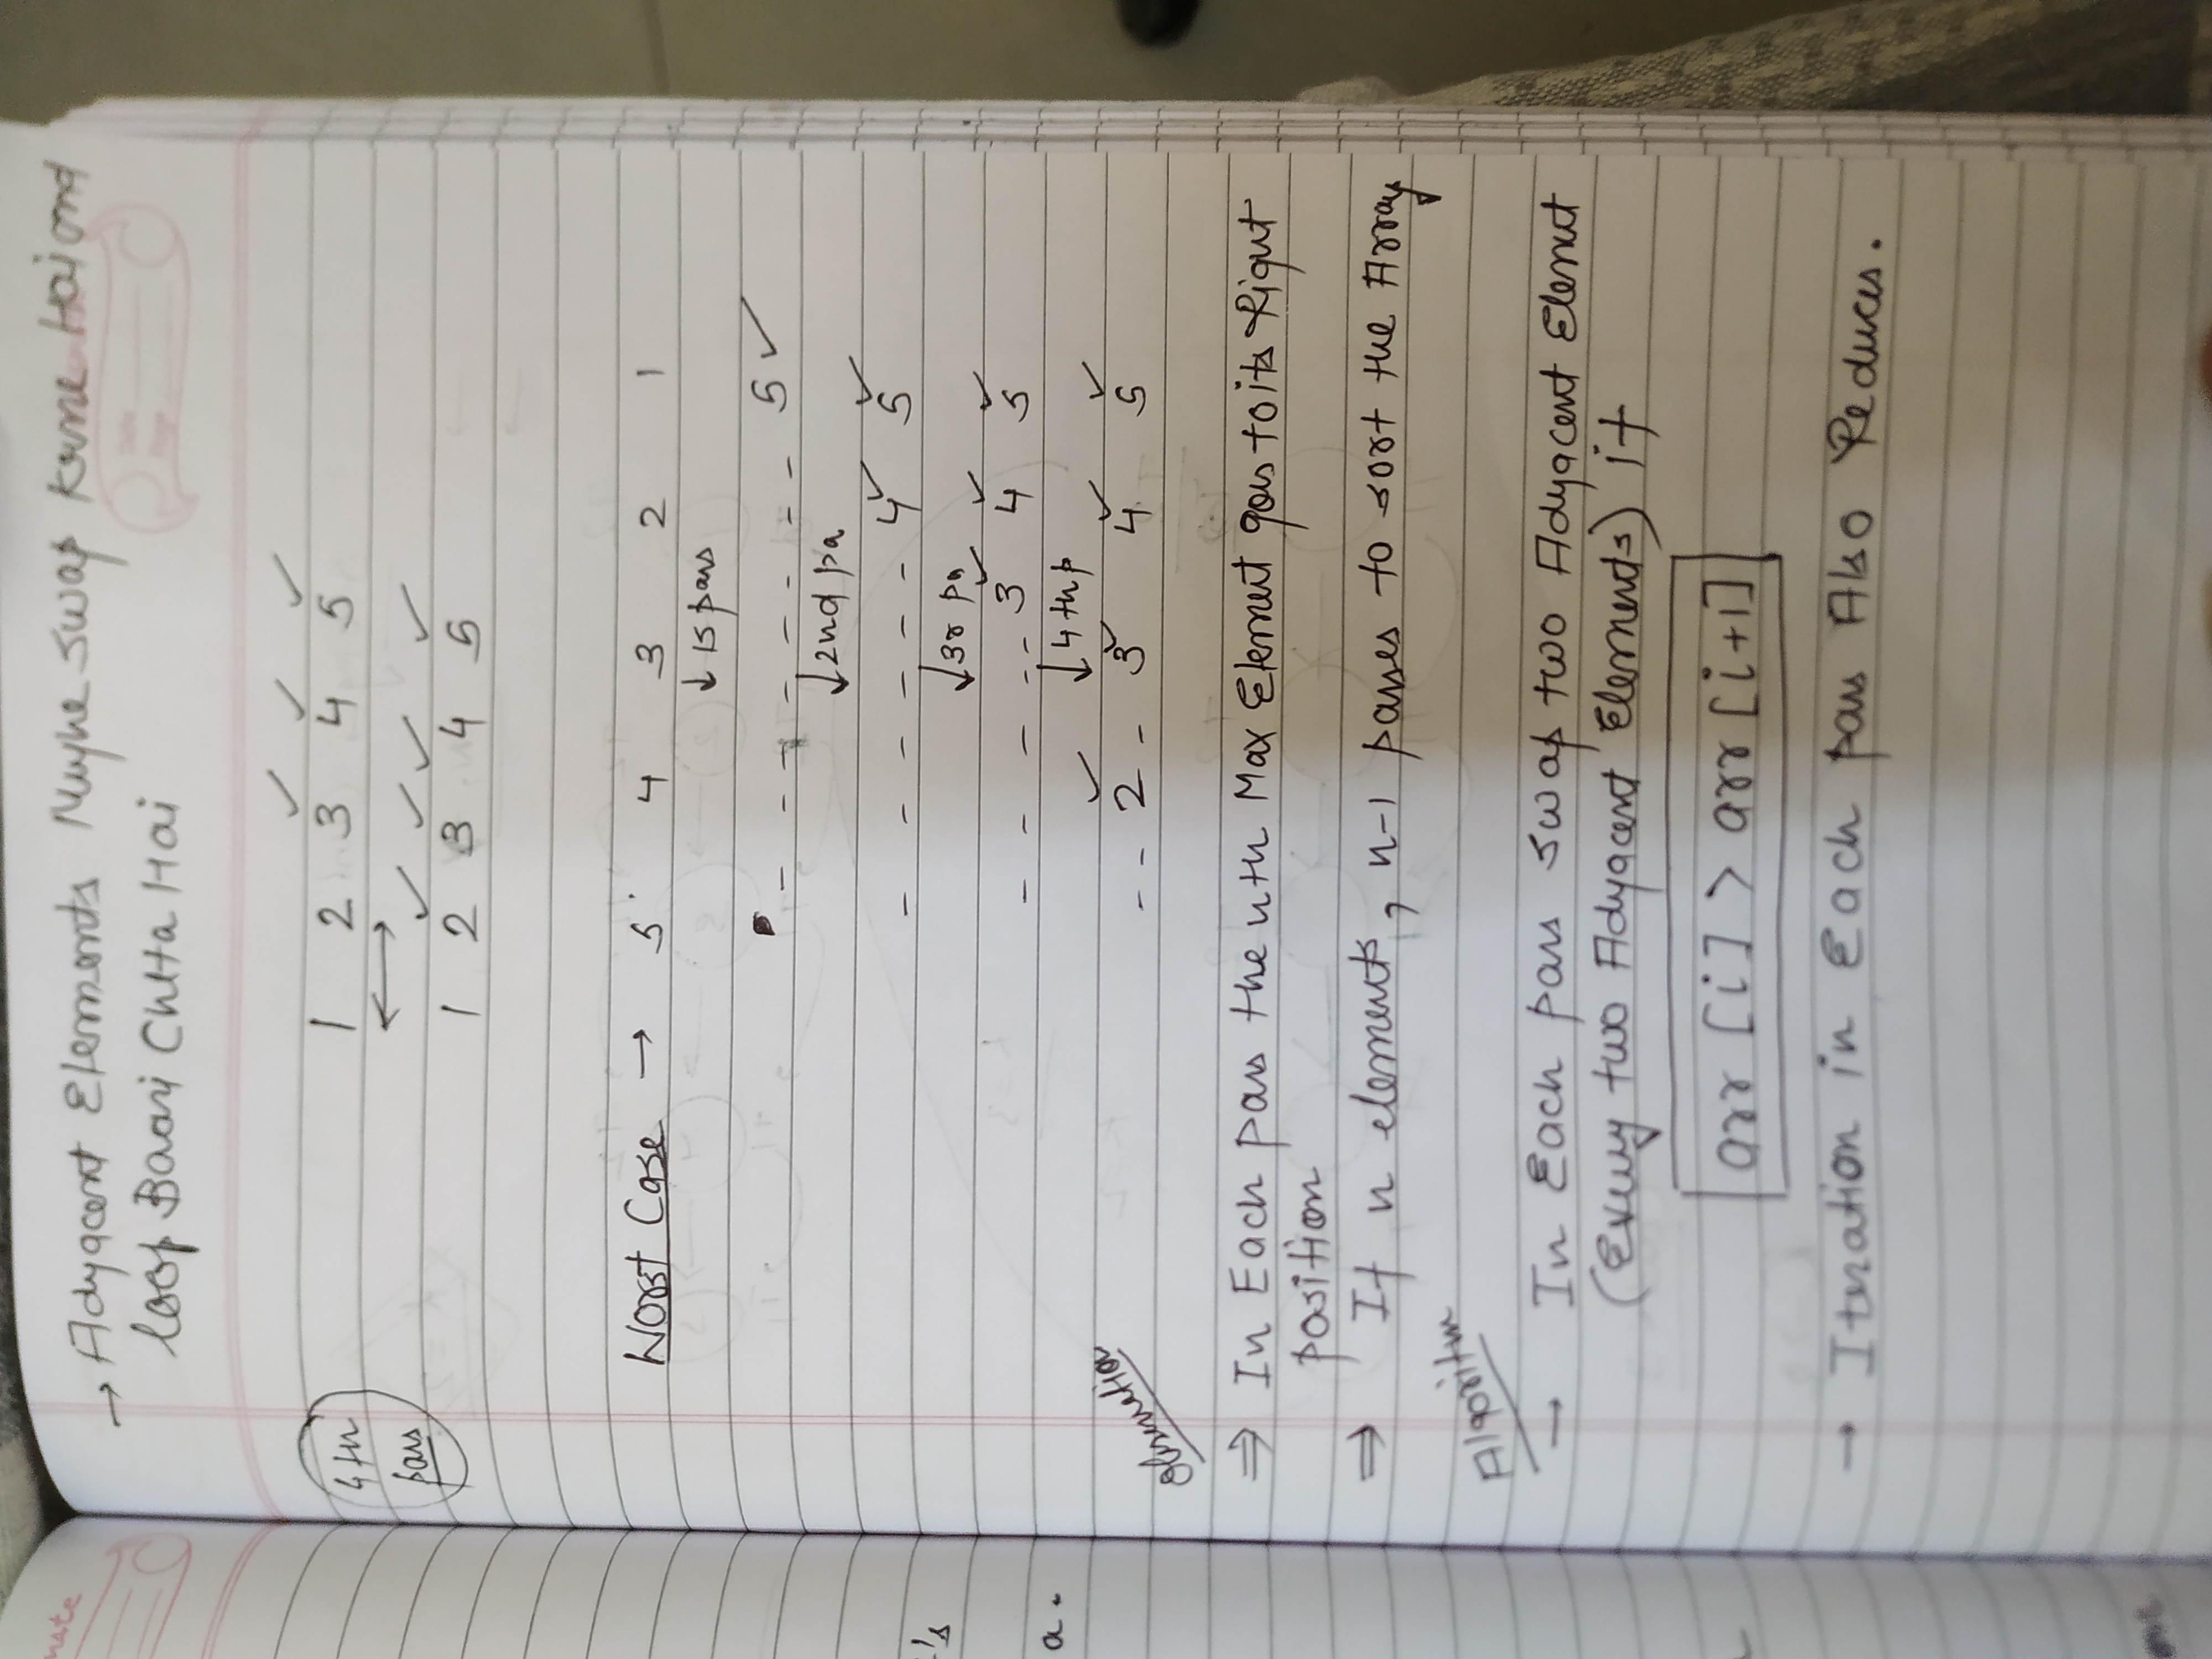 → Adyacent Elements Mujhe Swap Karne Hai and
loop Baari Chlta Hai
✓ ✓ ✓
4th pass
1 2 3 4 5
✓ ✓ ✓ ✓
1 2 3 4 5
Worst Case → 5 4 3 2 1
↓ 1s pass
_ _ _ _ _ _ _ _ 5 ✓
↓ 2nd pa
_ _ _ _ _ _ 4 ✓ 5 ✓
↓ 3r pa
_ _ _ _ _ 3 ✓ 4 ✓ 5 ✓
↓ 4th p
_ _ 2 ✓ _ 3 ✓ 4 ✓ 5 ✓
Observation
⇒ In Each pass the nth Max Element goes to its Right
position
⇒ If n elements, n-1 passes to sort the Array
Algoritm
→ In Each pass swap two Adyacent Elemnt
(Every two Adyacent Elements) if
arr [i] > arr [i+1]
→ Iteration in Each pass Also Reduces.
's
a.